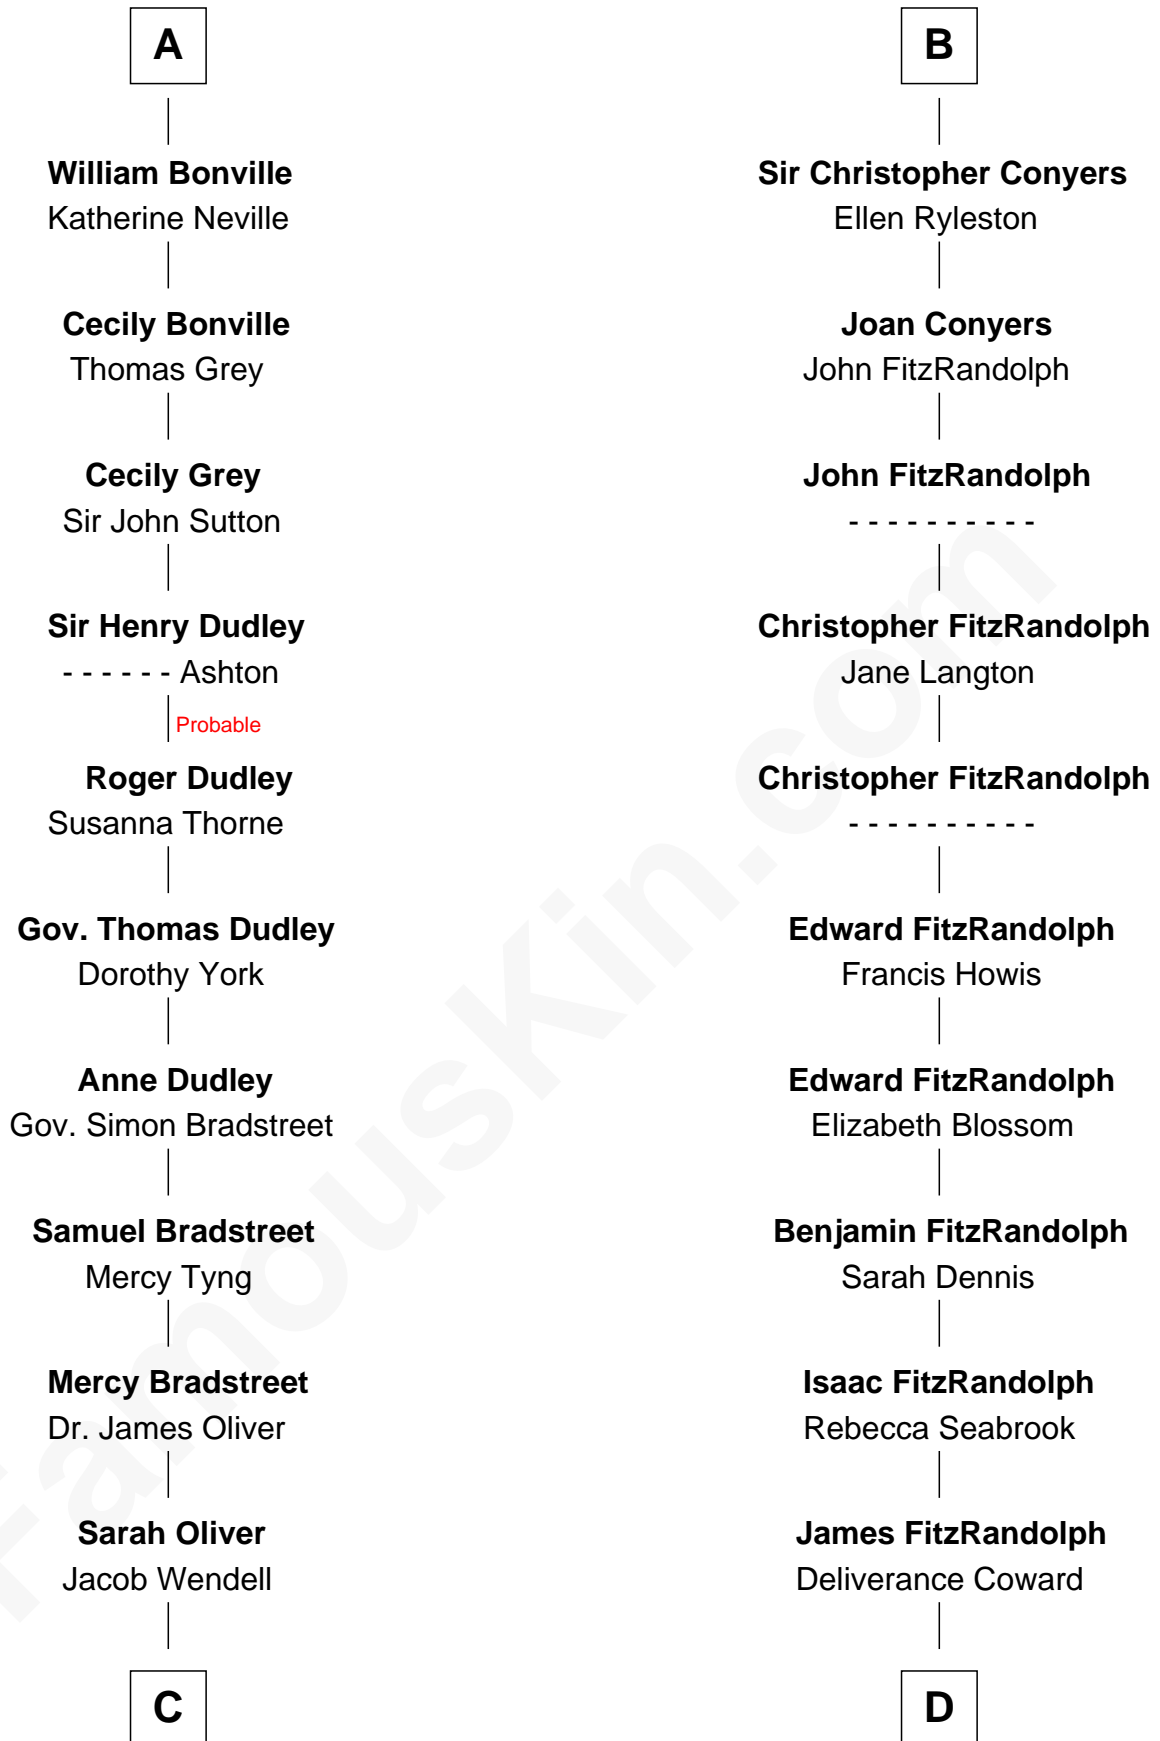 A
William Bonville
Katherine Neville
Cecily Bonville
Thomas Grey
Cecily Grey
Sir John Sutton
Sir Henry Dudley
- - - - - - Ashton
Probable
Roger Dudley
Susanna Thorne
Gov. Thomas Dudley
Dorothy York
Anne Dudley
Gov. Simon Bradstreet
Samuel Bradstreet
Mercy Tyng
Mercy Bradstreet
Dr. James Oliver
Sarah Oliver
Jacob Wendell
C
B
Sir Christopher Conyers
Ellen Ryleston
Joan Conyers
John FitzRandolph
John FitzRandolph
- - - - - - - - - -
Christopher FitzRandolph
Jane Langton
Christopher FitzRandolph
- - - - - - - - - -
Edward FitzRandolph
Francis Howis
Edward FitzRandolph
Elizabeth Blossom
Benjamin FitzRandolph
Sarah Dennis
Isaac FitzRandolph
Rebecca Seabrook
James FitzRandolph
Deliverance Coward
D
FamousKin.com